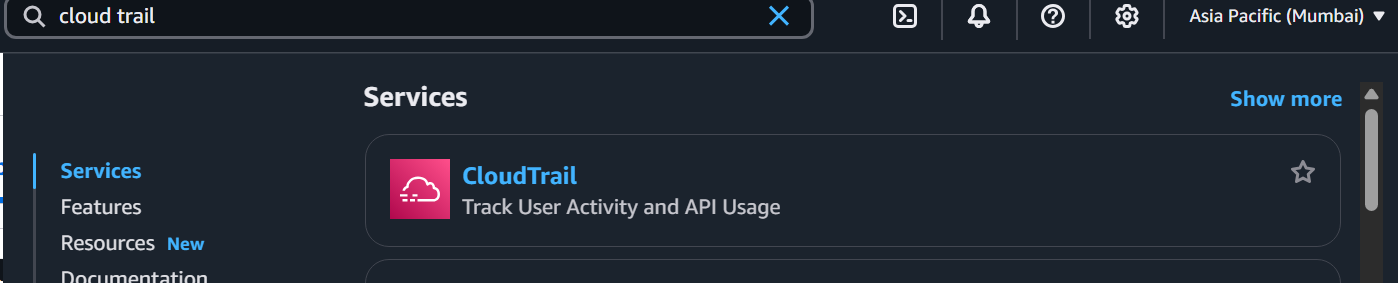 cloud trail
Asia Pacific (Mumbai)
Services
Show more
Services
Features
Resources New
Documentation
CloudTrail
Track User Activity and API Usage